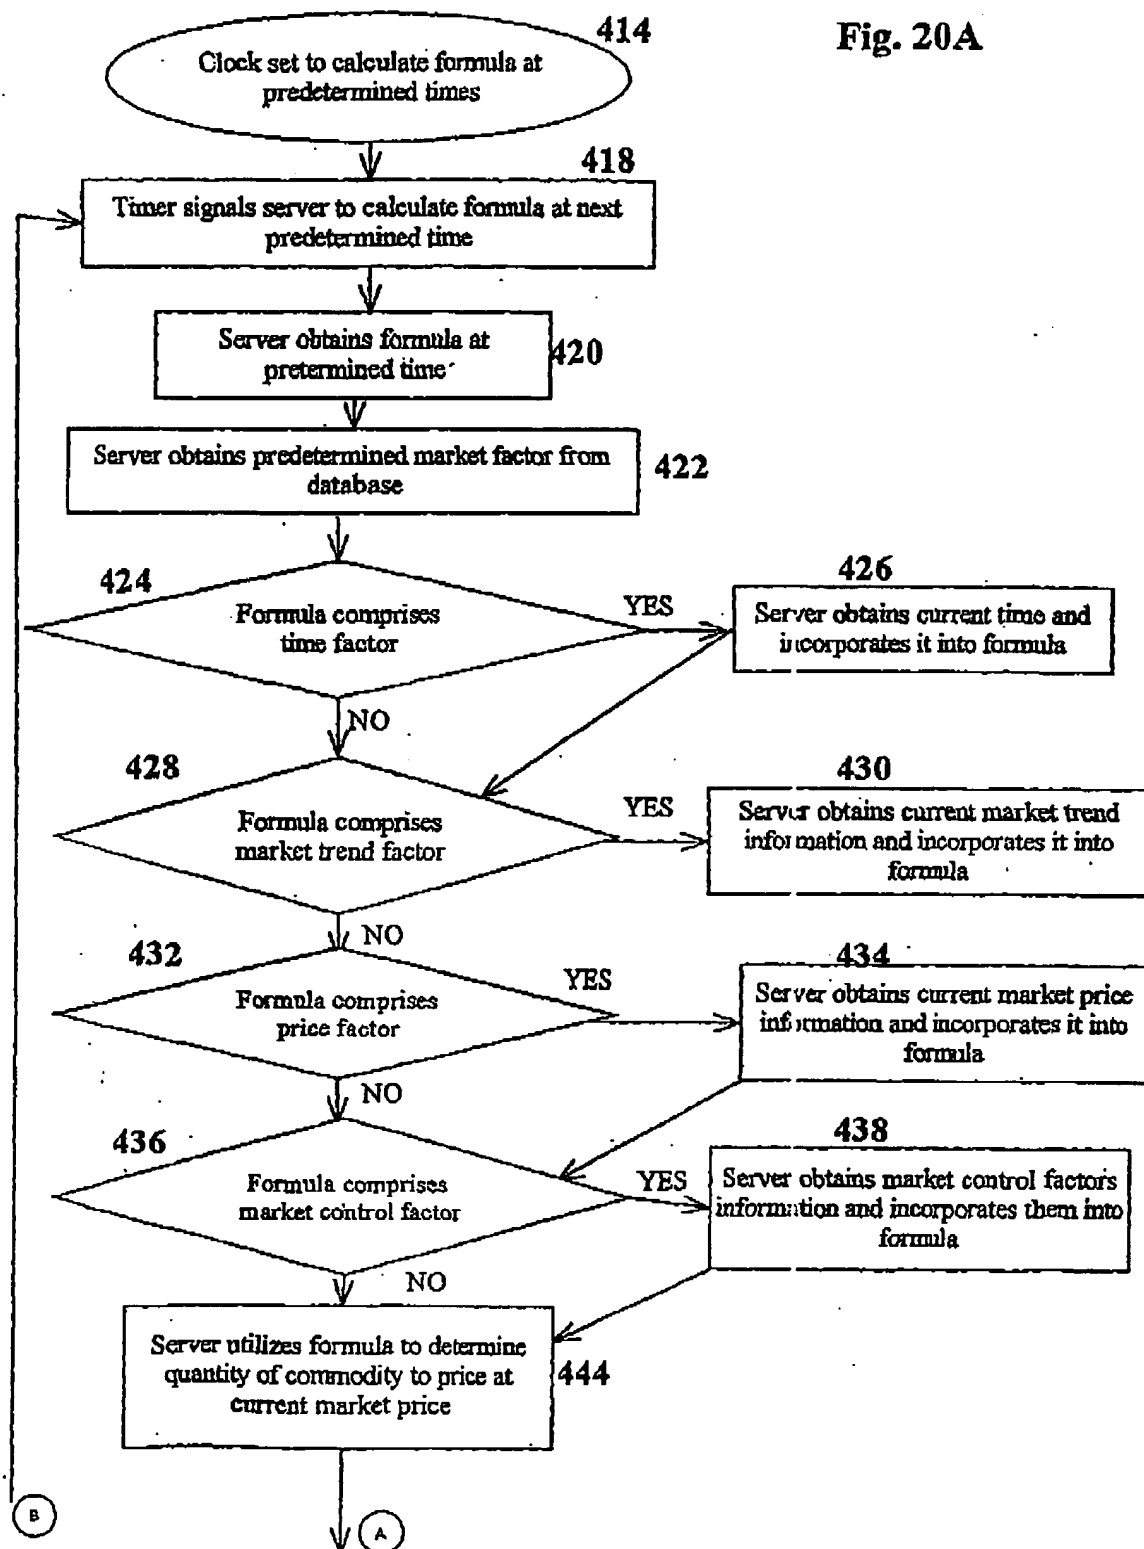 Fig. 20A
414
Clock set to calculate formula at
predetermined times
418
Timer signals server to calculate formula at next
predetermined time
Server obtains formula at
pretermined time
420
Server obtains predetermined market factor from
database
422
424
Formula comprises
time factor
YES
426
Server obtains current time and
incorporates it into formula
NO
428
Formula comprises
market trend factor
YES
430
Server obtains current market trend
information and incorporates it into
formula
NO
432
Formula comprises
price factor
YES
434
Server obtains current market price
information and incorporates it into
formula
NO
436
Formula comprises
market control factor
YES
438
Server obtains market control factors
information and incorporates them into
formula
NO
Server utilizes formula to determine
quantity of commodity to price at
current market price
444
B
A